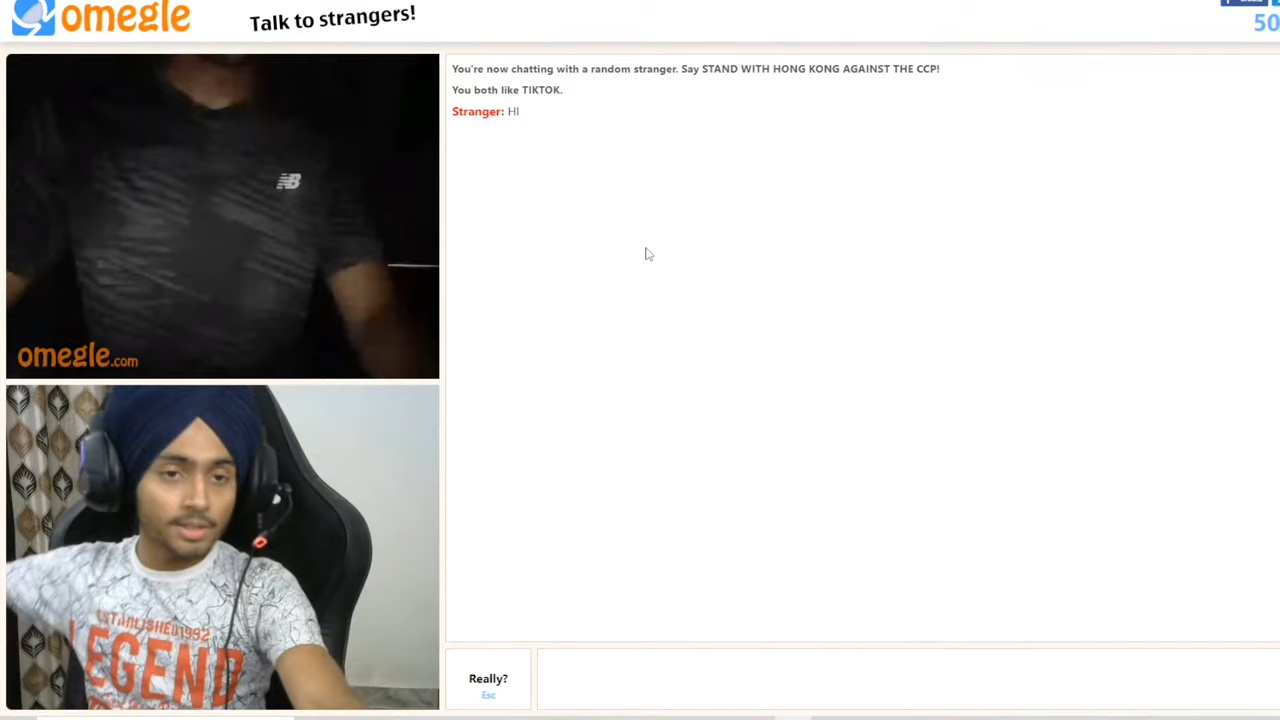 omegle
Talk to strangers!
50
You're now chatting with a random stranger. Say STAND WITH HONG KONG AGAINST THE CCP!
You both like TIKTOK.
Stranger: HI
NB
omegle.com
ESTABLISHED 1992
LEGEND
Really?
Esc